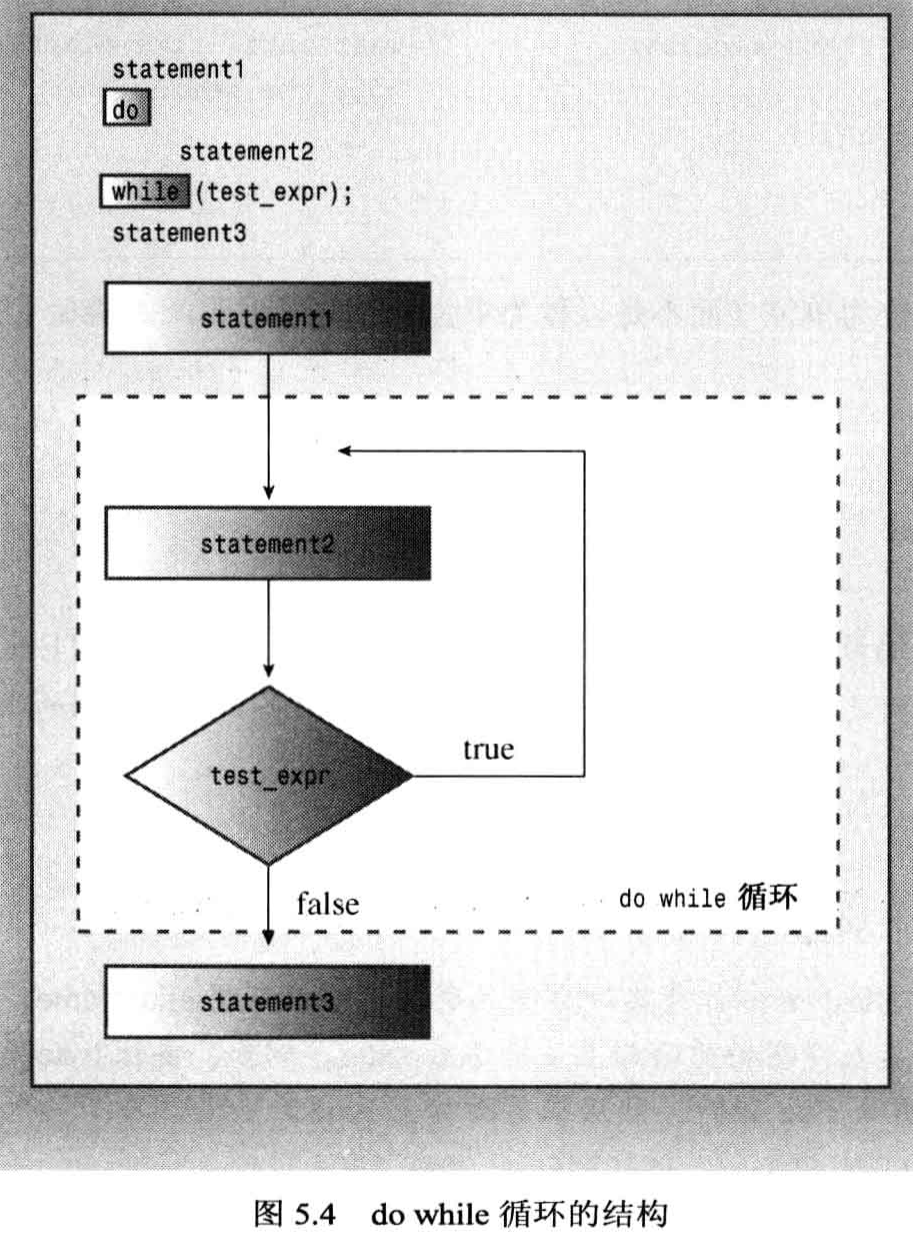 statement1
do
statement2
while (test_expr);
statement3
statement1
statement2
true
test_expr
false
do while 循环
statement3
图 5.4 do while 循环的结构